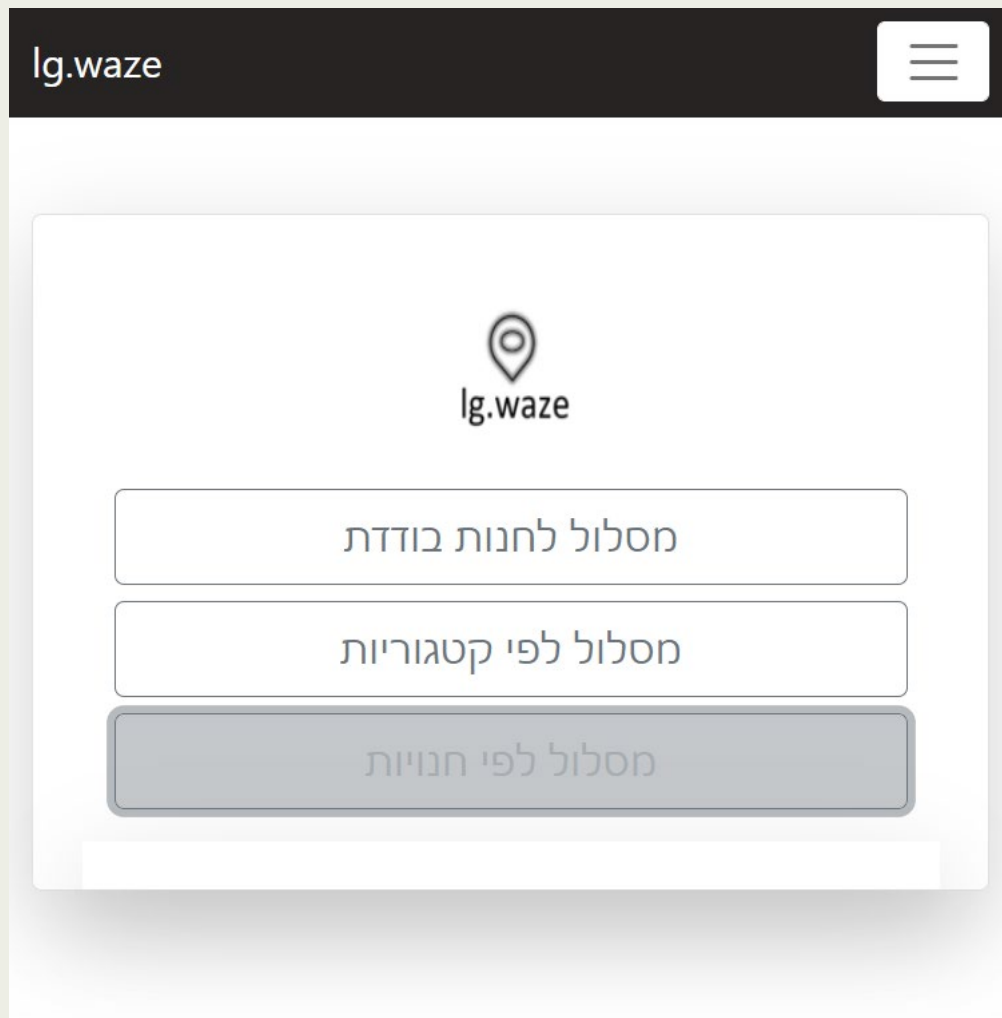 lg.waze
lg.waze
מסלול לחנות בודדת
מסלול לפי קטגוריות
מסלול לפי חנויות